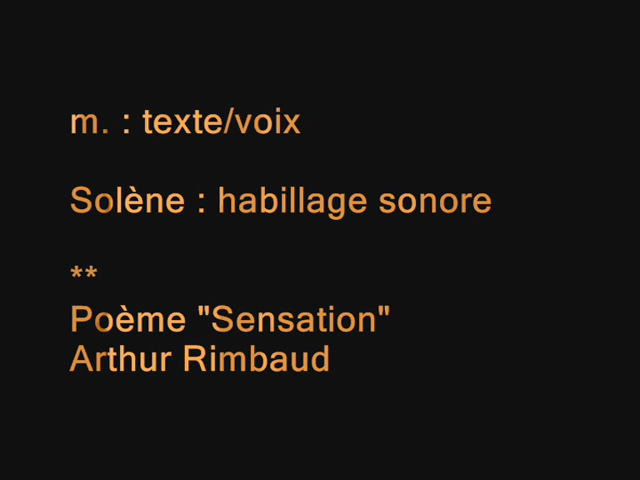 m. : texte/voix
Solène : habillage sonore
**
Poème "Sensation"
Arthur Rimbaud